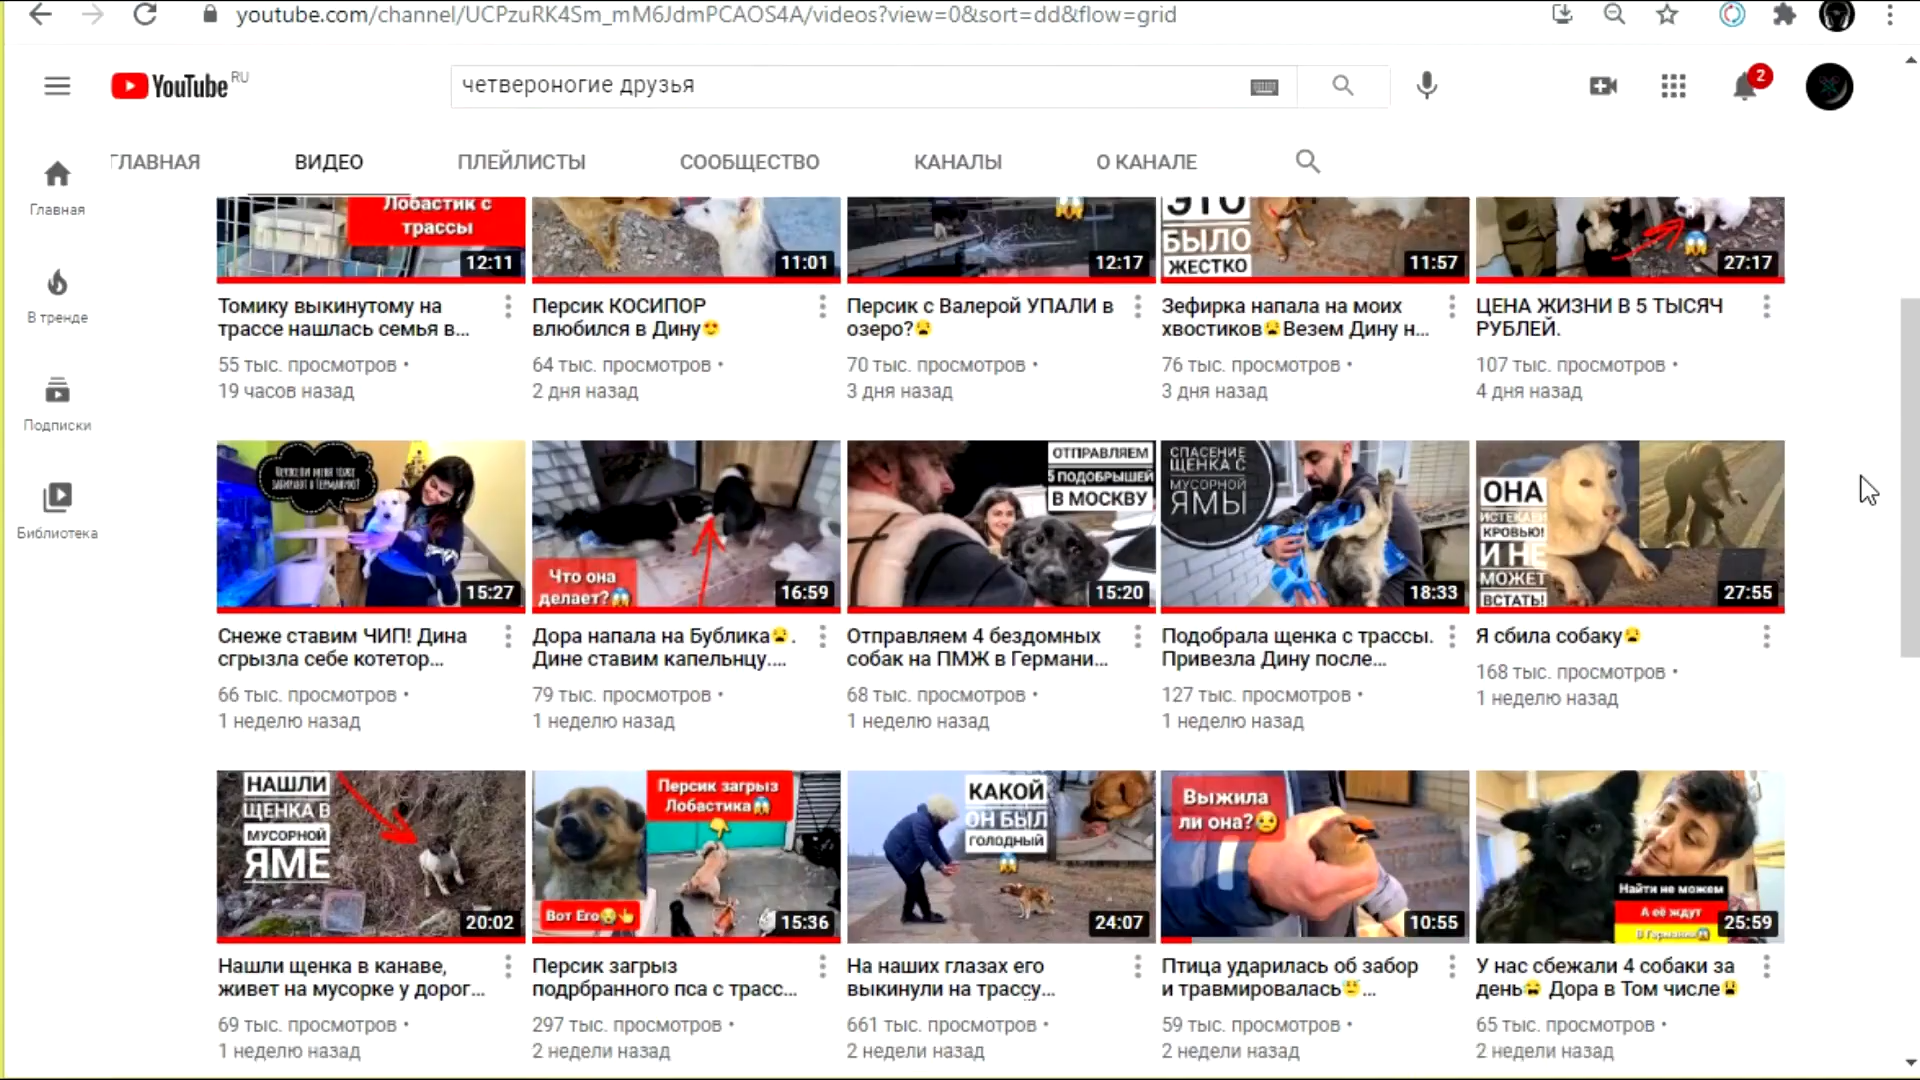 youtube.com/channel/UCPzuRK4Sm_mM6JdmPCAOS4A/videos?view=0&sort=dd&flow=grid
YouTube RU
четвероногие друзья
2
ГЛАВНАЯ
ВИДЕО
ПЛЕЙЛИСТЫ
СООБЩЕСТВО
КАНАЛЫ
О КАНАЛЕ
Главная
В тренде
Подписки
Библиотека
Лобастик с
трассы
12:11
11:01
12:17
ЭТО
БЫЛО
ЖЕСТКО
11:57
27:17
Томику выкинутому на
трассе нашлась семья в...
55 тыс. просмотров •
19 часов назад
Персик КОСИПОР
влюбился в Дину😍
64 тыс. просмотров •
2 дня назад
Персик с Валерой УПАЛИ в
озеро?😫
70 тыс. просмотров •
3 дня назад
Зефирка напала на моих
хвостиков😫Везем Дину н...
76 тыс. просмотров •
3 дня назад
ЦЕНА ЖИЗНИ В 5 ТЫСЯЧ
РУБЛЕЙ.
107 тыс. просмотров •
4 дня назад
15:27
Что она
делает?😱
16:59
ОТПРАВЛЯЕМ
5 ПОДОБРЫШЕЙ
В МОСКВУ
15:20
СПАСЕНИЕ
ЩЕНКА С
МУСОРНОЙ
ЯМЫ
18:33
ОНА
ИСТЕКАЕТ
КРОВЬЮ!
И НЕ
МОЖЕТ
ВСТАТЬ!
27:55
Снеже ставим ЧИП! Дина
сгрызла себе котетор...
66 тыс. просмотров •
1 неделю назад
Дора напала на Бублика😫.
Дине ставим капельнцу....
79 тыс. просмотров •
1 неделю назад
Отправляем 4 бездомных
собак на ПМЖ в Германи...
68 тыс. просмотров •
1 неделю назад
Подобрала щенка с трассы.
Привезла Дину после...
127 тыс. просмотров •
1 неделю назад
Я сбила собаку😫
168 тыс. просмотров •
1 неделю назад
НАШЛИ
ЩЕНКА В
МУСОРНОЙ
ЯМЕ
20:02
Персик загрыз
Лобастика😱
👇
Вот Его😭👆
15:36
КАКОЙ
ОН БЫЛ
ГОЛОДНЫЙ
😱
24:07
Выжила
ли она?😥
10:55
Найти не можем
А её ждут
В Германии😱
25:59
Нашли щенка в канаве,
живет на мусорке у дорог...
69 тыс. просмотров •
1 неделю назад
Персик загрыз
подрбранного пса с трасс...
297 тыс. просмотров •
2 недели назад
На наших глазах его
выкинули на трассу...
661 тыс. просмотров •
2 недели назад
Птица ударилась об забор
и травмировалась😢...
59 тыс. просмотров •
2 недели назад
У нас сбежали 4 собаки за
день😭 Дора в Том числе😫
65 тыс. просмотров •
2 недели назад